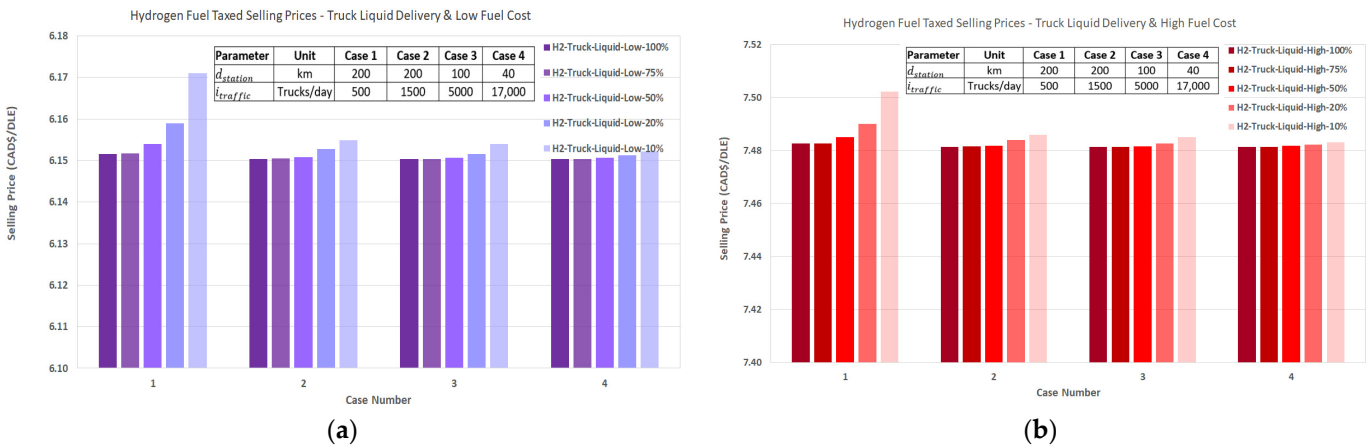 Hydrogen Fuel Taxed Selling Prices - Truck Liquid Delivery & Low Fuel Cost
Selling Price (CAD$/DLE)
6.18
6.17
6.16
6.15
6.14
6.13
6.12
6.11
6.10
Parameter Unit Case 1 Case 2 Case 3 Case 4
d_station km 200 200 100 40
i_traffic Trucks/day 500 1500 5000 17,000
H2-Truck-Liquid-Low-100%
H2-Truck-Liquid-Low-75%
H2-Truck-Liquid-Low-50%
H2-Truck-Liquid-Low-20%
H2-Truck-Liquid-Low-10%
1 2 3 4
Case Number
(a)
Hydrogen Fuel Taxed Selling Prices - Truck Liquid Delivery & High Fuel Cost
Selling Price (CAD$/DLE)
7.52
7.50
7.48
7.46
7.44
7.42
7.40
Parameter Unit Case 1 Case 2 Case 3 Case 4
d_station km 200 200 100 40
i_traffic Trucks/day 500 1500 5000 17,000
H2-Truck-Liquid-High-100%
H2-Truck-Liquid-High-75%
H2-Truck-Liquid-High-50%
H2-Truck-Liquid-High-20%
H2-Truck-Liquid-High-10%
1 2 3 4
Case Number
(b)